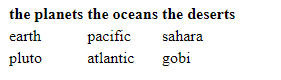 the planets the oceans the deserts
earth pacific sahara
pluto atlantic gobi